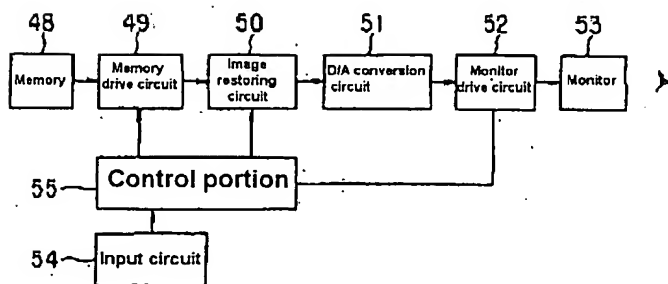 48 49 50 51 52 53
Memory
Memory
drive circuit
Image
restoring
circuit
D/A conversion
circuit
Monitor
drive circuit
Monitor
Control portion
55
54
Input circuit